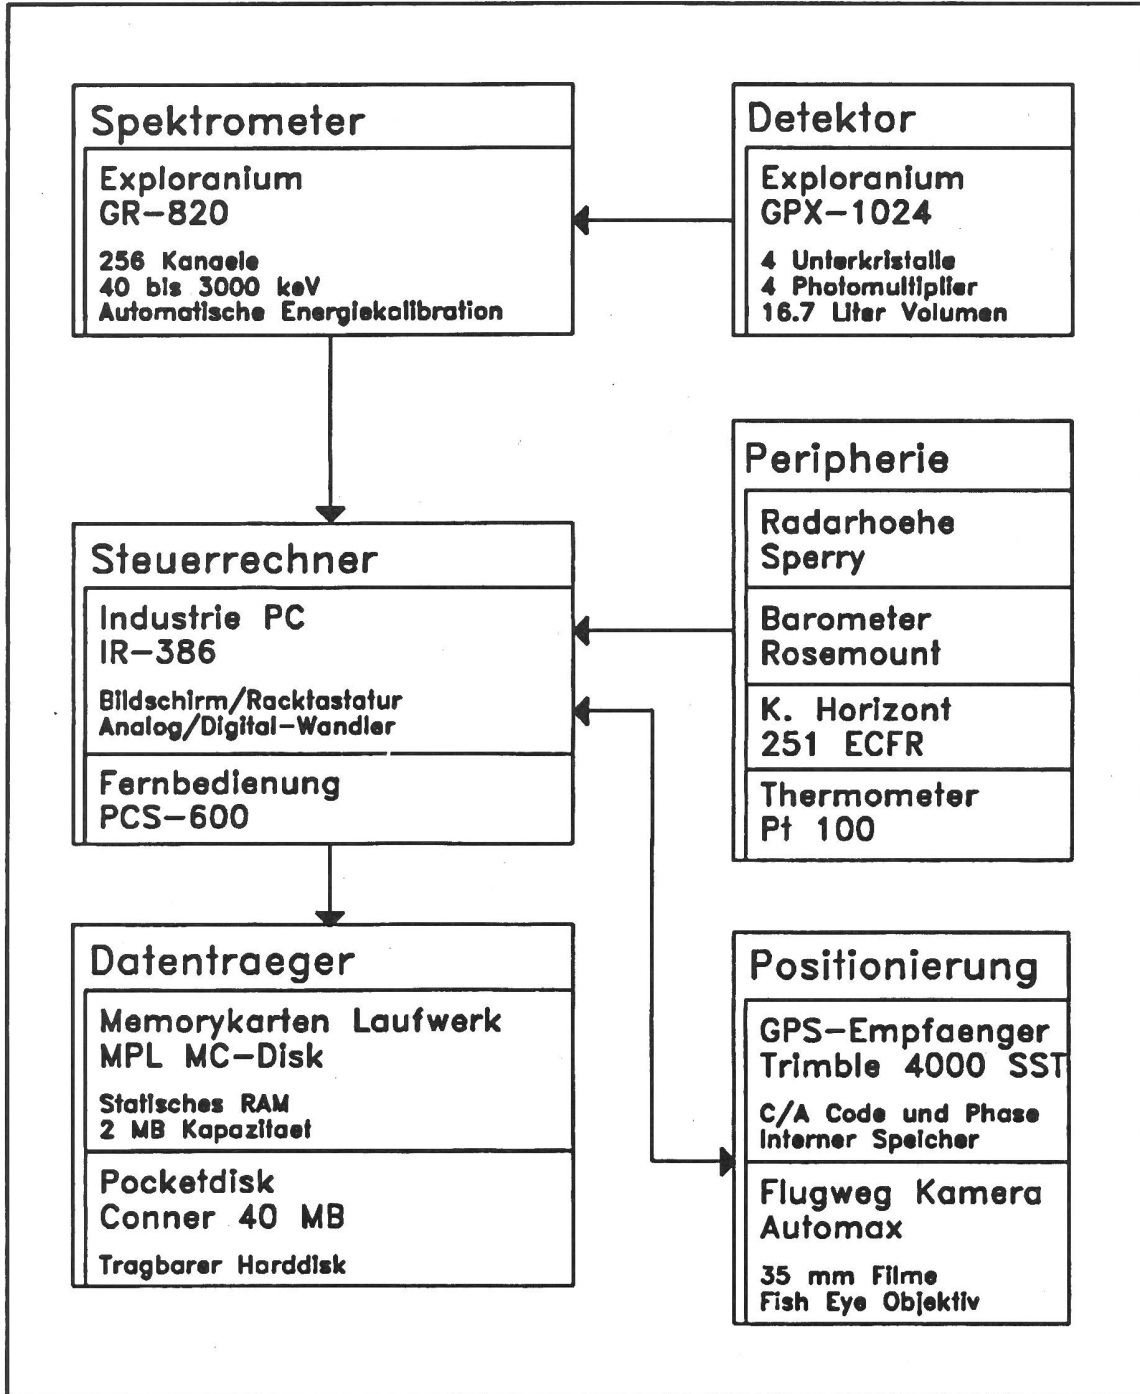 Spektrometer
Exploranium
GR-820
256 Kanaele
40 bis 3000 keV
Automatische Energiekalibration
Detektor
Exploranium
GPX-1024
4 Unterkristalle
4 Photomultiplier
16.7 Liter Volumen
Peripherie
Radarhoehe
Sperry
Barometer
Rosemount
K. Horizont
251 ECFR
Thermometer
Pt 100
Steuerrechner
Industrie PC
IR-386
Bildschirm/Racktastatur
Analog/Digital-Wandler
Fernbedienung
PCS-600
Datentraeger
Memorykarten Laufwerk
MPL MC-Disk
Statisches RAM
2 MB Kapazitaet
Pocketdisk
Conner 40 MB
Tragbarer Harddisk
Positionierung
GPS-Empfaenger
Trimble 4000 SST
C/A Code und Phase
Interner Speicher
Flugweg Kamera
Automax
35 mm Filme
Fish Eye Objektiv